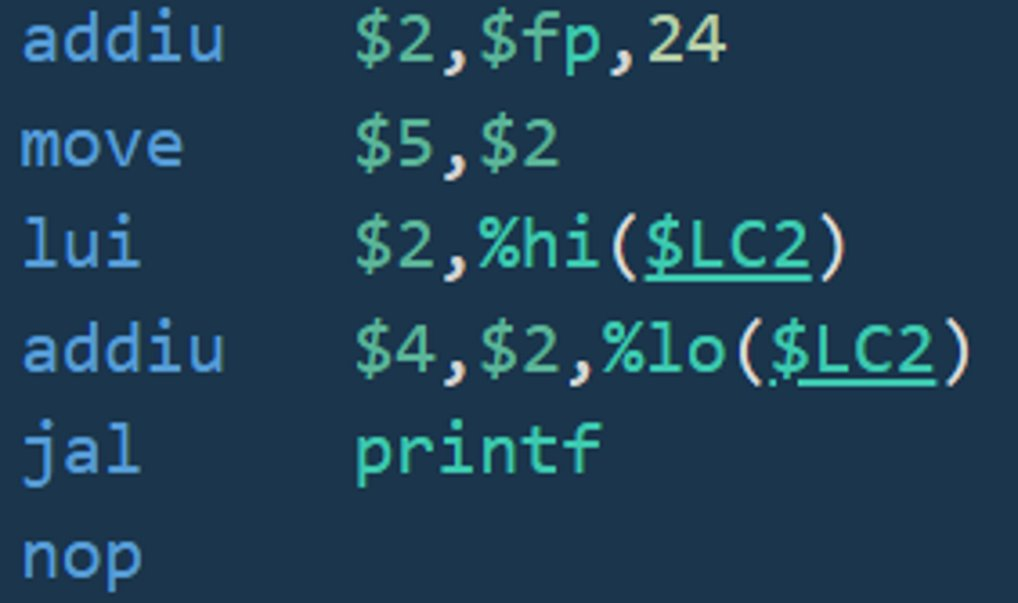 addiu $2,$fp,24
move $5,$2
lui $2,%hi($LC2)
addiu $4,$2,%lo($LC2)
jal printf
nop